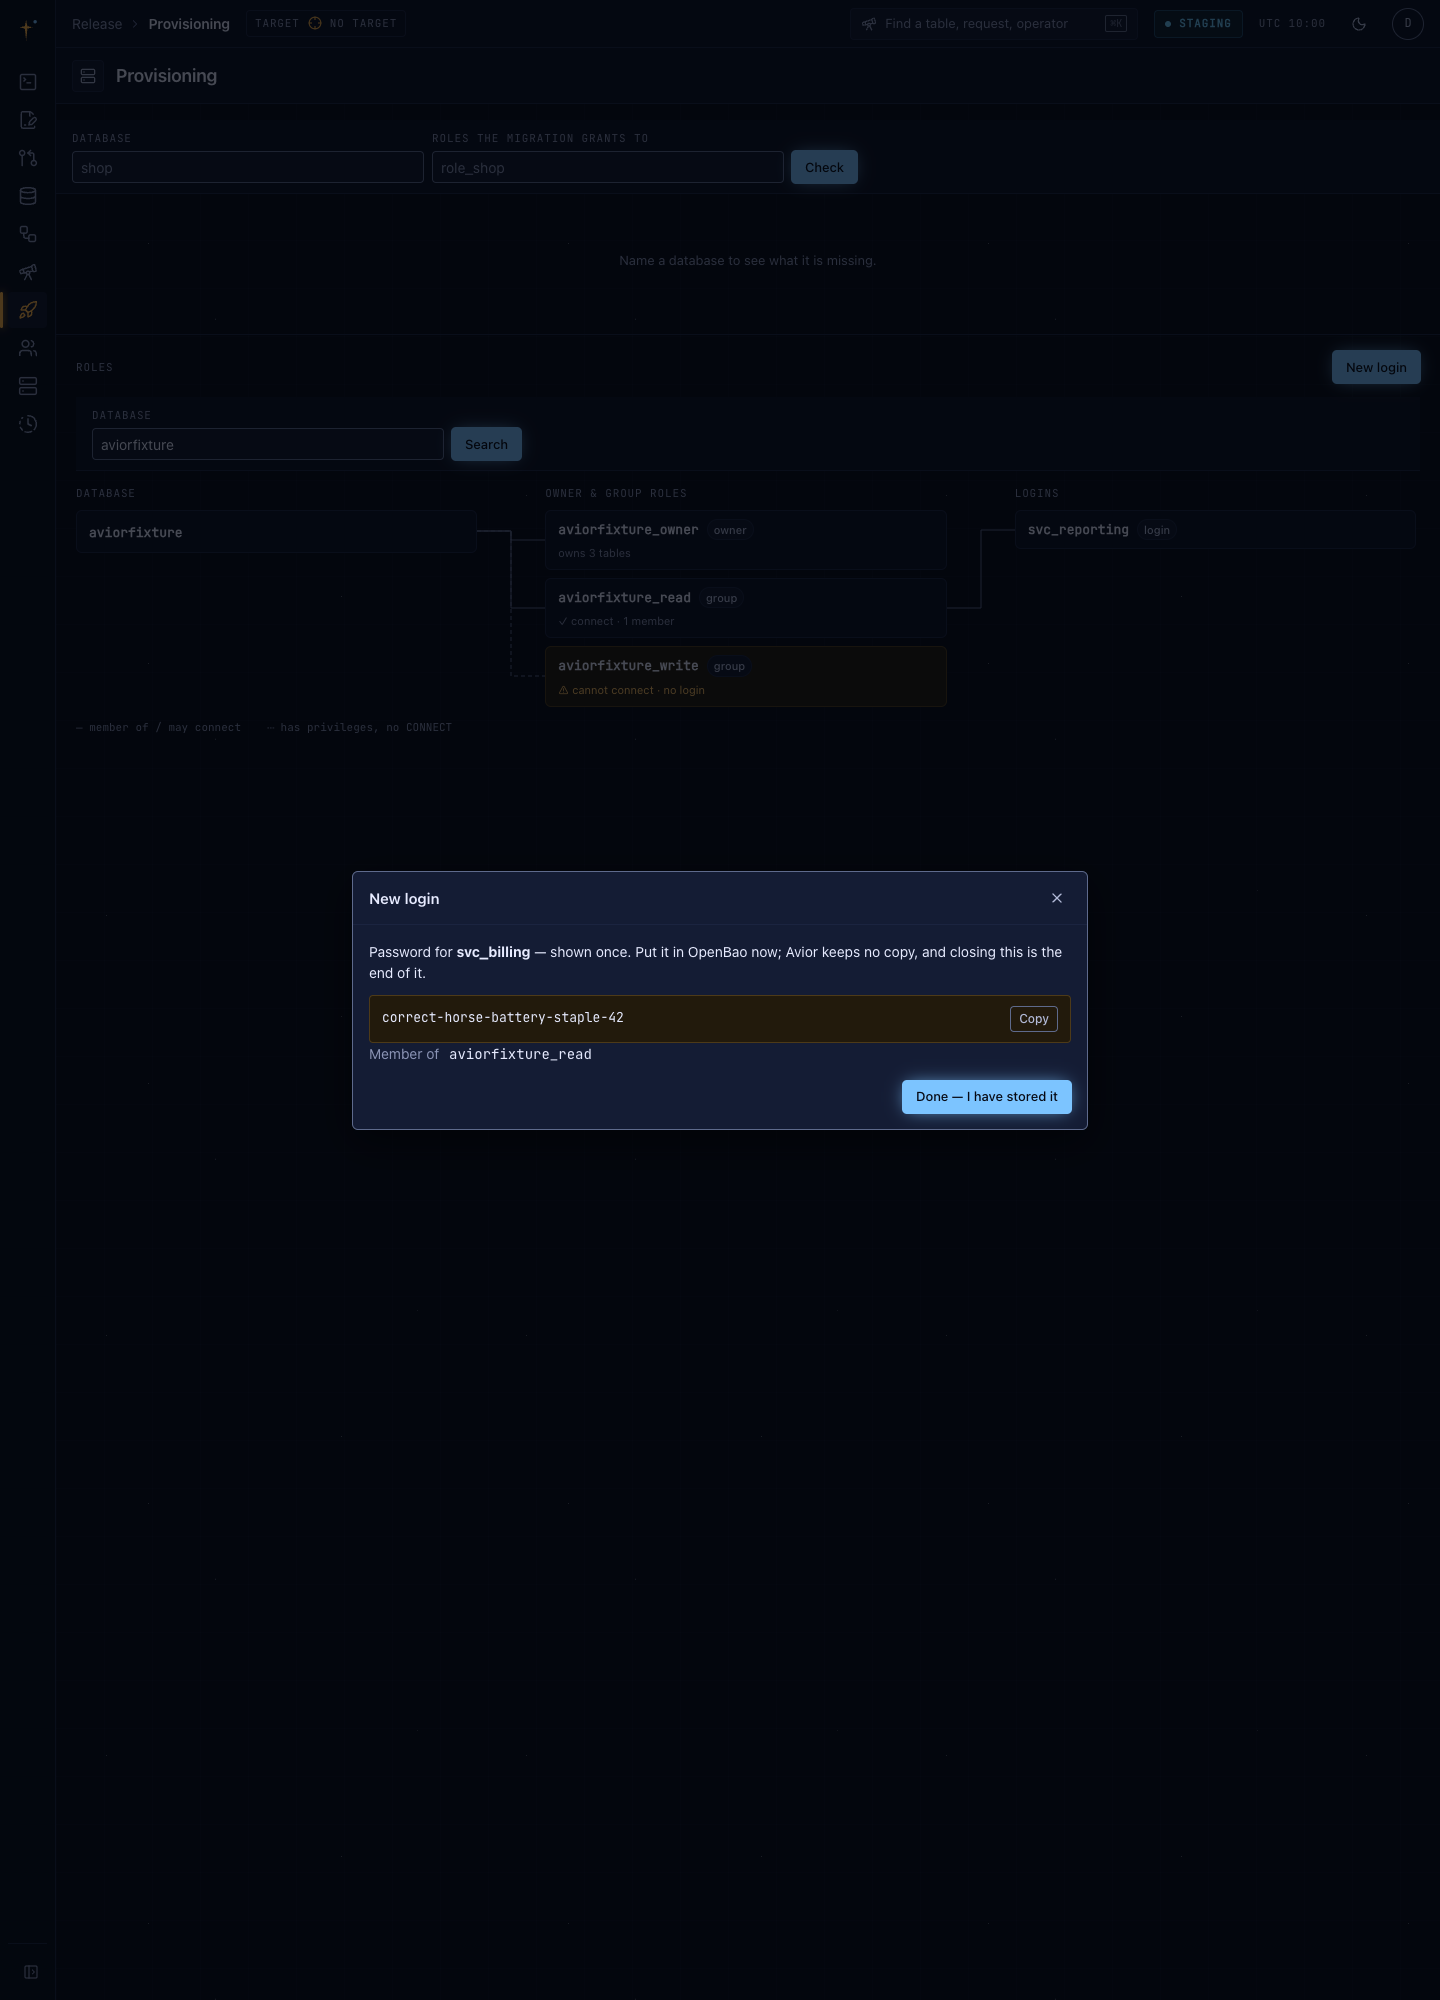 Release > Provisioning
TARGET NO TARGET
Find a table, request, operator
⌘K
STAGING
UTC 10:00
D
Provisioning
DATABASE
ROLES THE MIGRATION GRANTS TO
shop
role_shop
Check
Name a database to see what it is missing.
ROLES
New login
DATABASE
aviorfixture
Search
DATABASE
OWNER & GROUP ROLES
LOGINS
aviorfixture
aviorfixture_owner owner
owns 3 tables
svc_reporting login
aviorfixture_read group
✓ connect · 1 member
aviorfixture_write group
⚠ cannot connect · no login
— member of / may connect
— has privileges, no CONNECT
New login
Password for svc_billing — shown once. Put it in OpenBao now; Avior keeps no copy, and closing this is the
end of it.
correct-horse-battery-staple-42
Copy
Member of aviorfixture_read
Done — I have stored it